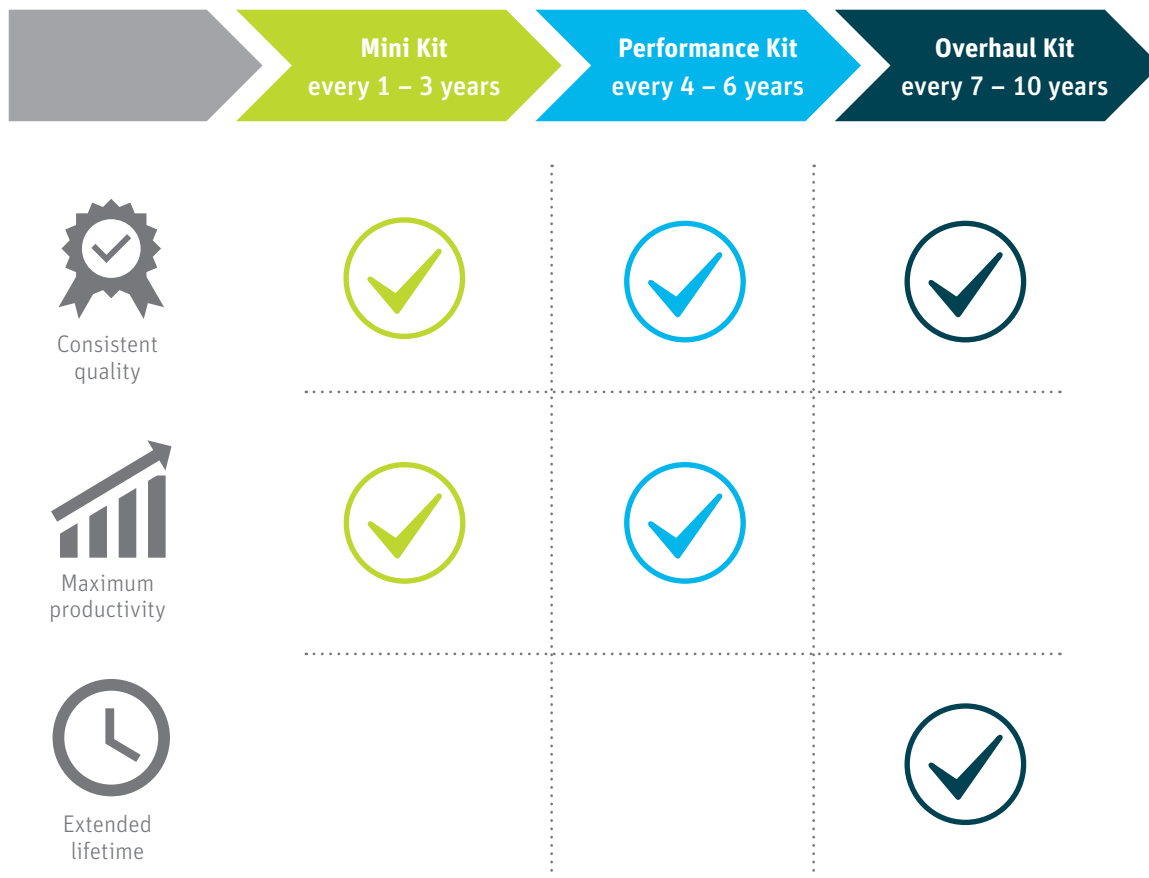 Mini Kit
every 1 – 3 years
Performance Kit
every 4 – 6 years
Overhaul Kit
every 7 – 10 years
Consistent
quality
Maximum
productivity
Extended
lifetime